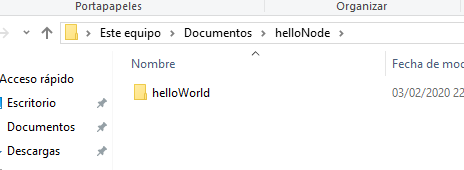 Portapapeles Organizar
Este equipo > Documentos > helloNode >
Nombre Fecha de mod
Acceso rápido
helloWorld 03/02/2020 22
Escritorio
Documentos
Descargas